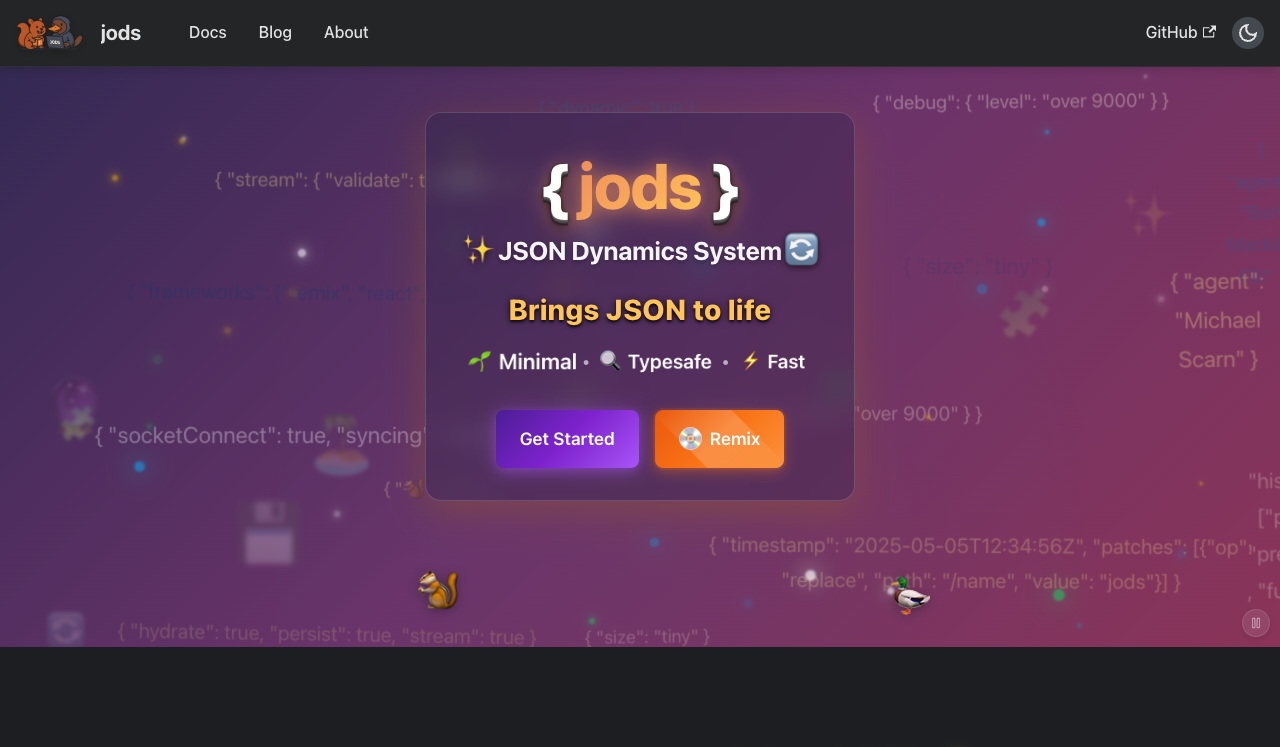 jods
Docs
Blog
About
GitHub
{ "debug": { "level": "over 9000" } }
{ "stream": { "validate": t
{ jods }
JSON Dynamics System
{ "size": "tiny" }
Brings JSON to life
{ "agent":
"Michael
Scarn" }
Minimal • Typesafe • Fast
"over 9000" } }
{ "socketConnect": true, "syncing"
Get Started
Remix
{ "timestamp": "2025-05-05T12:34:56Z", "patches": [{"op":
"replace", "path": "/name", "value": "jods"}] }
{ "hydrate": true, "persist": true, "stream": true }
{ "size": "tiny" }